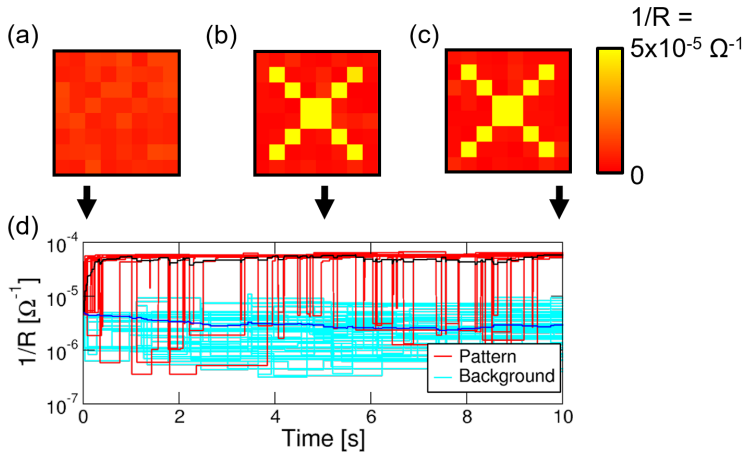 (a)
(b)
(c)
1/R =
5x10⁻⁵ Ω⁻¹
0
(d)
1/R [Ω⁻¹]
10⁻⁴
10⁻⁵
10⁻⁶
10⁻⁷
Pattern
Background
0 2 4 6 8 10
Time [s]